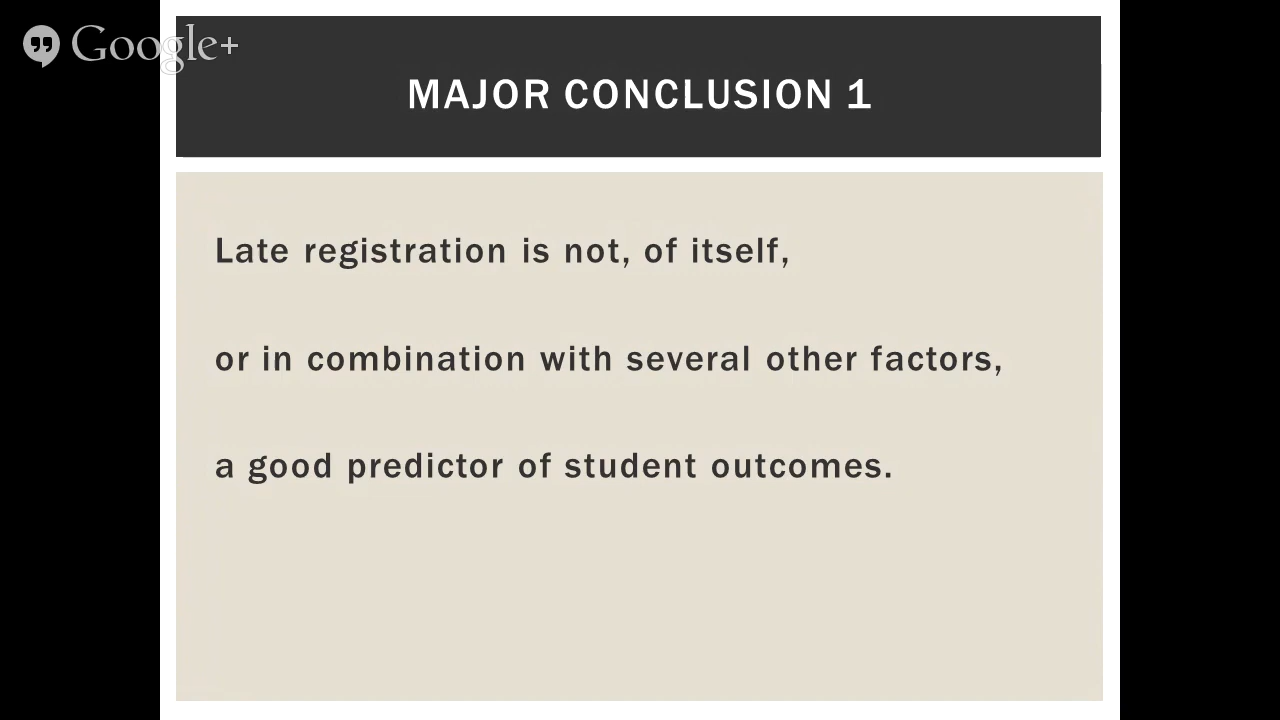 Google+
MAJOR CONCLUSION 1
Late registration is not, of itself,
or in combination with several other factors,
a good predictor of student outcomes.